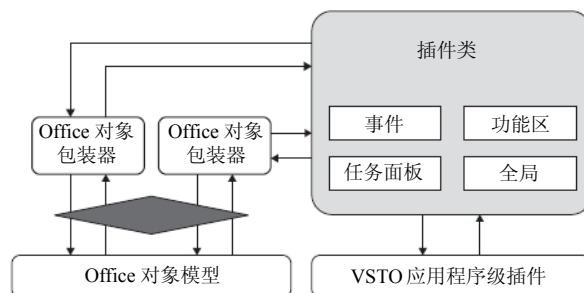 插件类
事件
功能区
任务面板
全局
Office 对象
包装器
Office 对象
包装器
Office 对象模型
VSTO 应用程序级插件